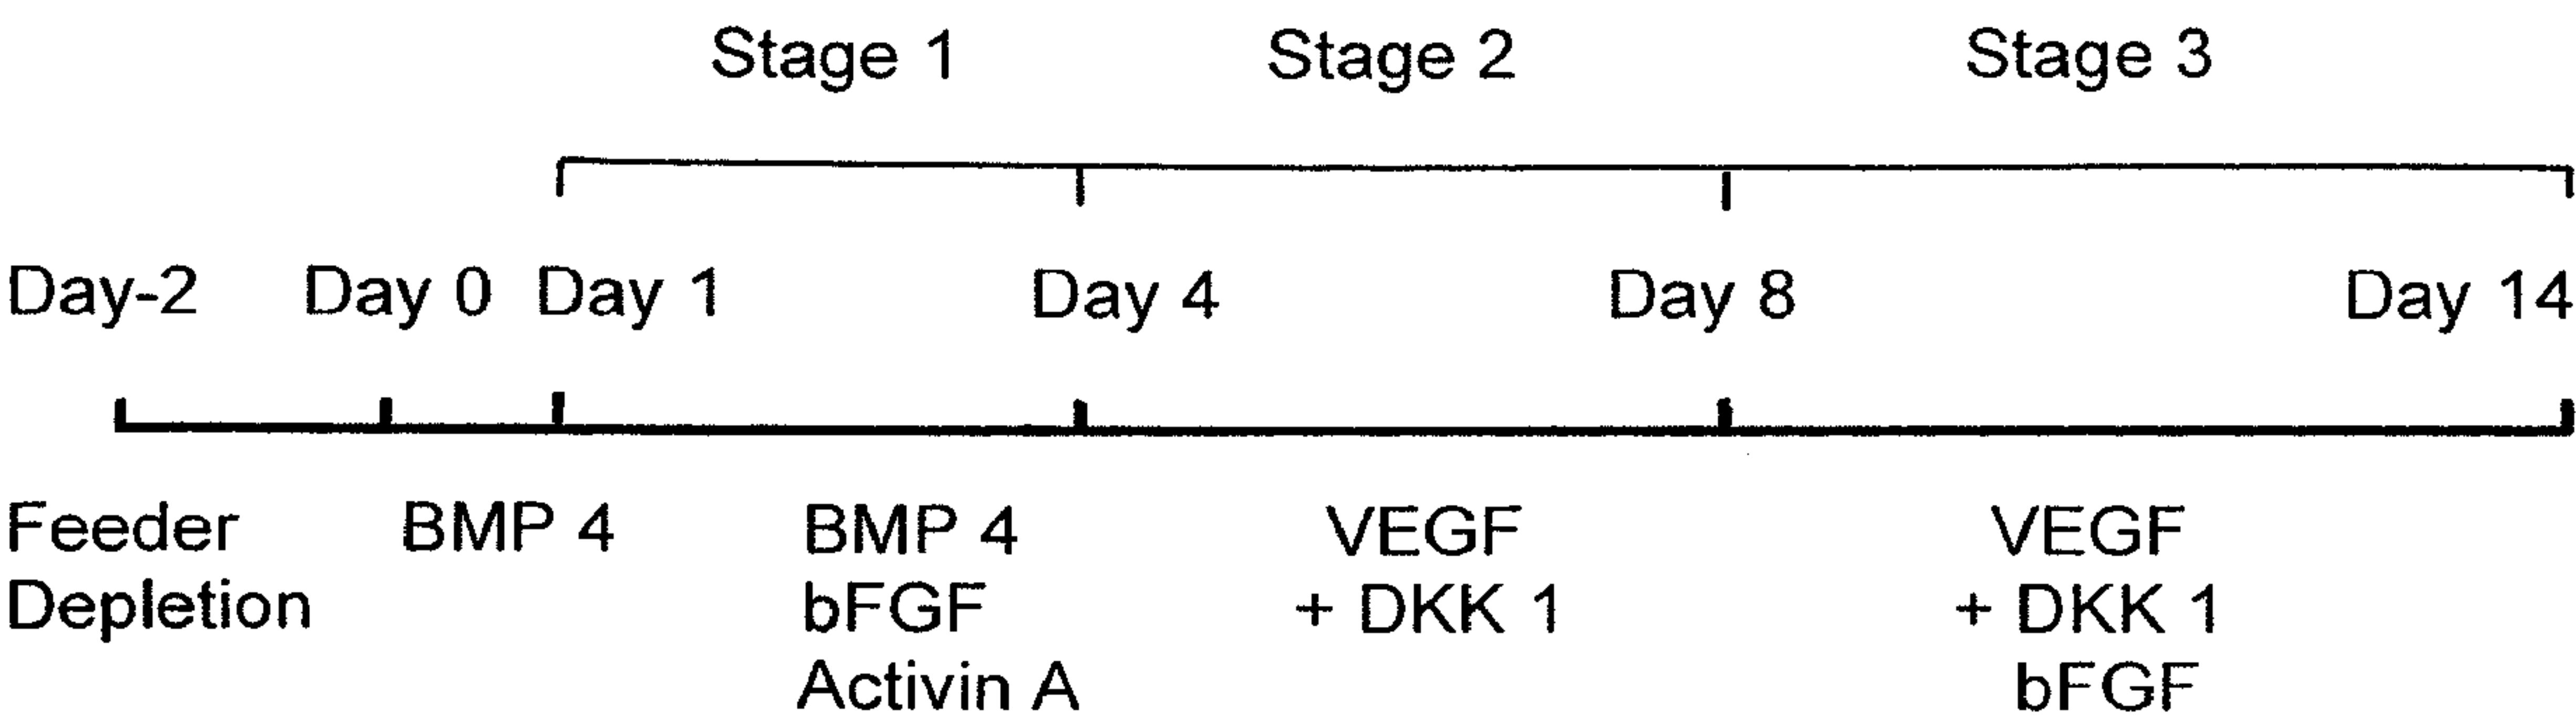 Stage 1 Stage 2 Stage 3
Day-2 Day 0 Day 1 Day 4 Day 8 Day 14
Feeder BMP 4 BMP 4 VEGF VEGF
Depletion bFGF + DKK 1 + DKK 1
Activin A bFGF